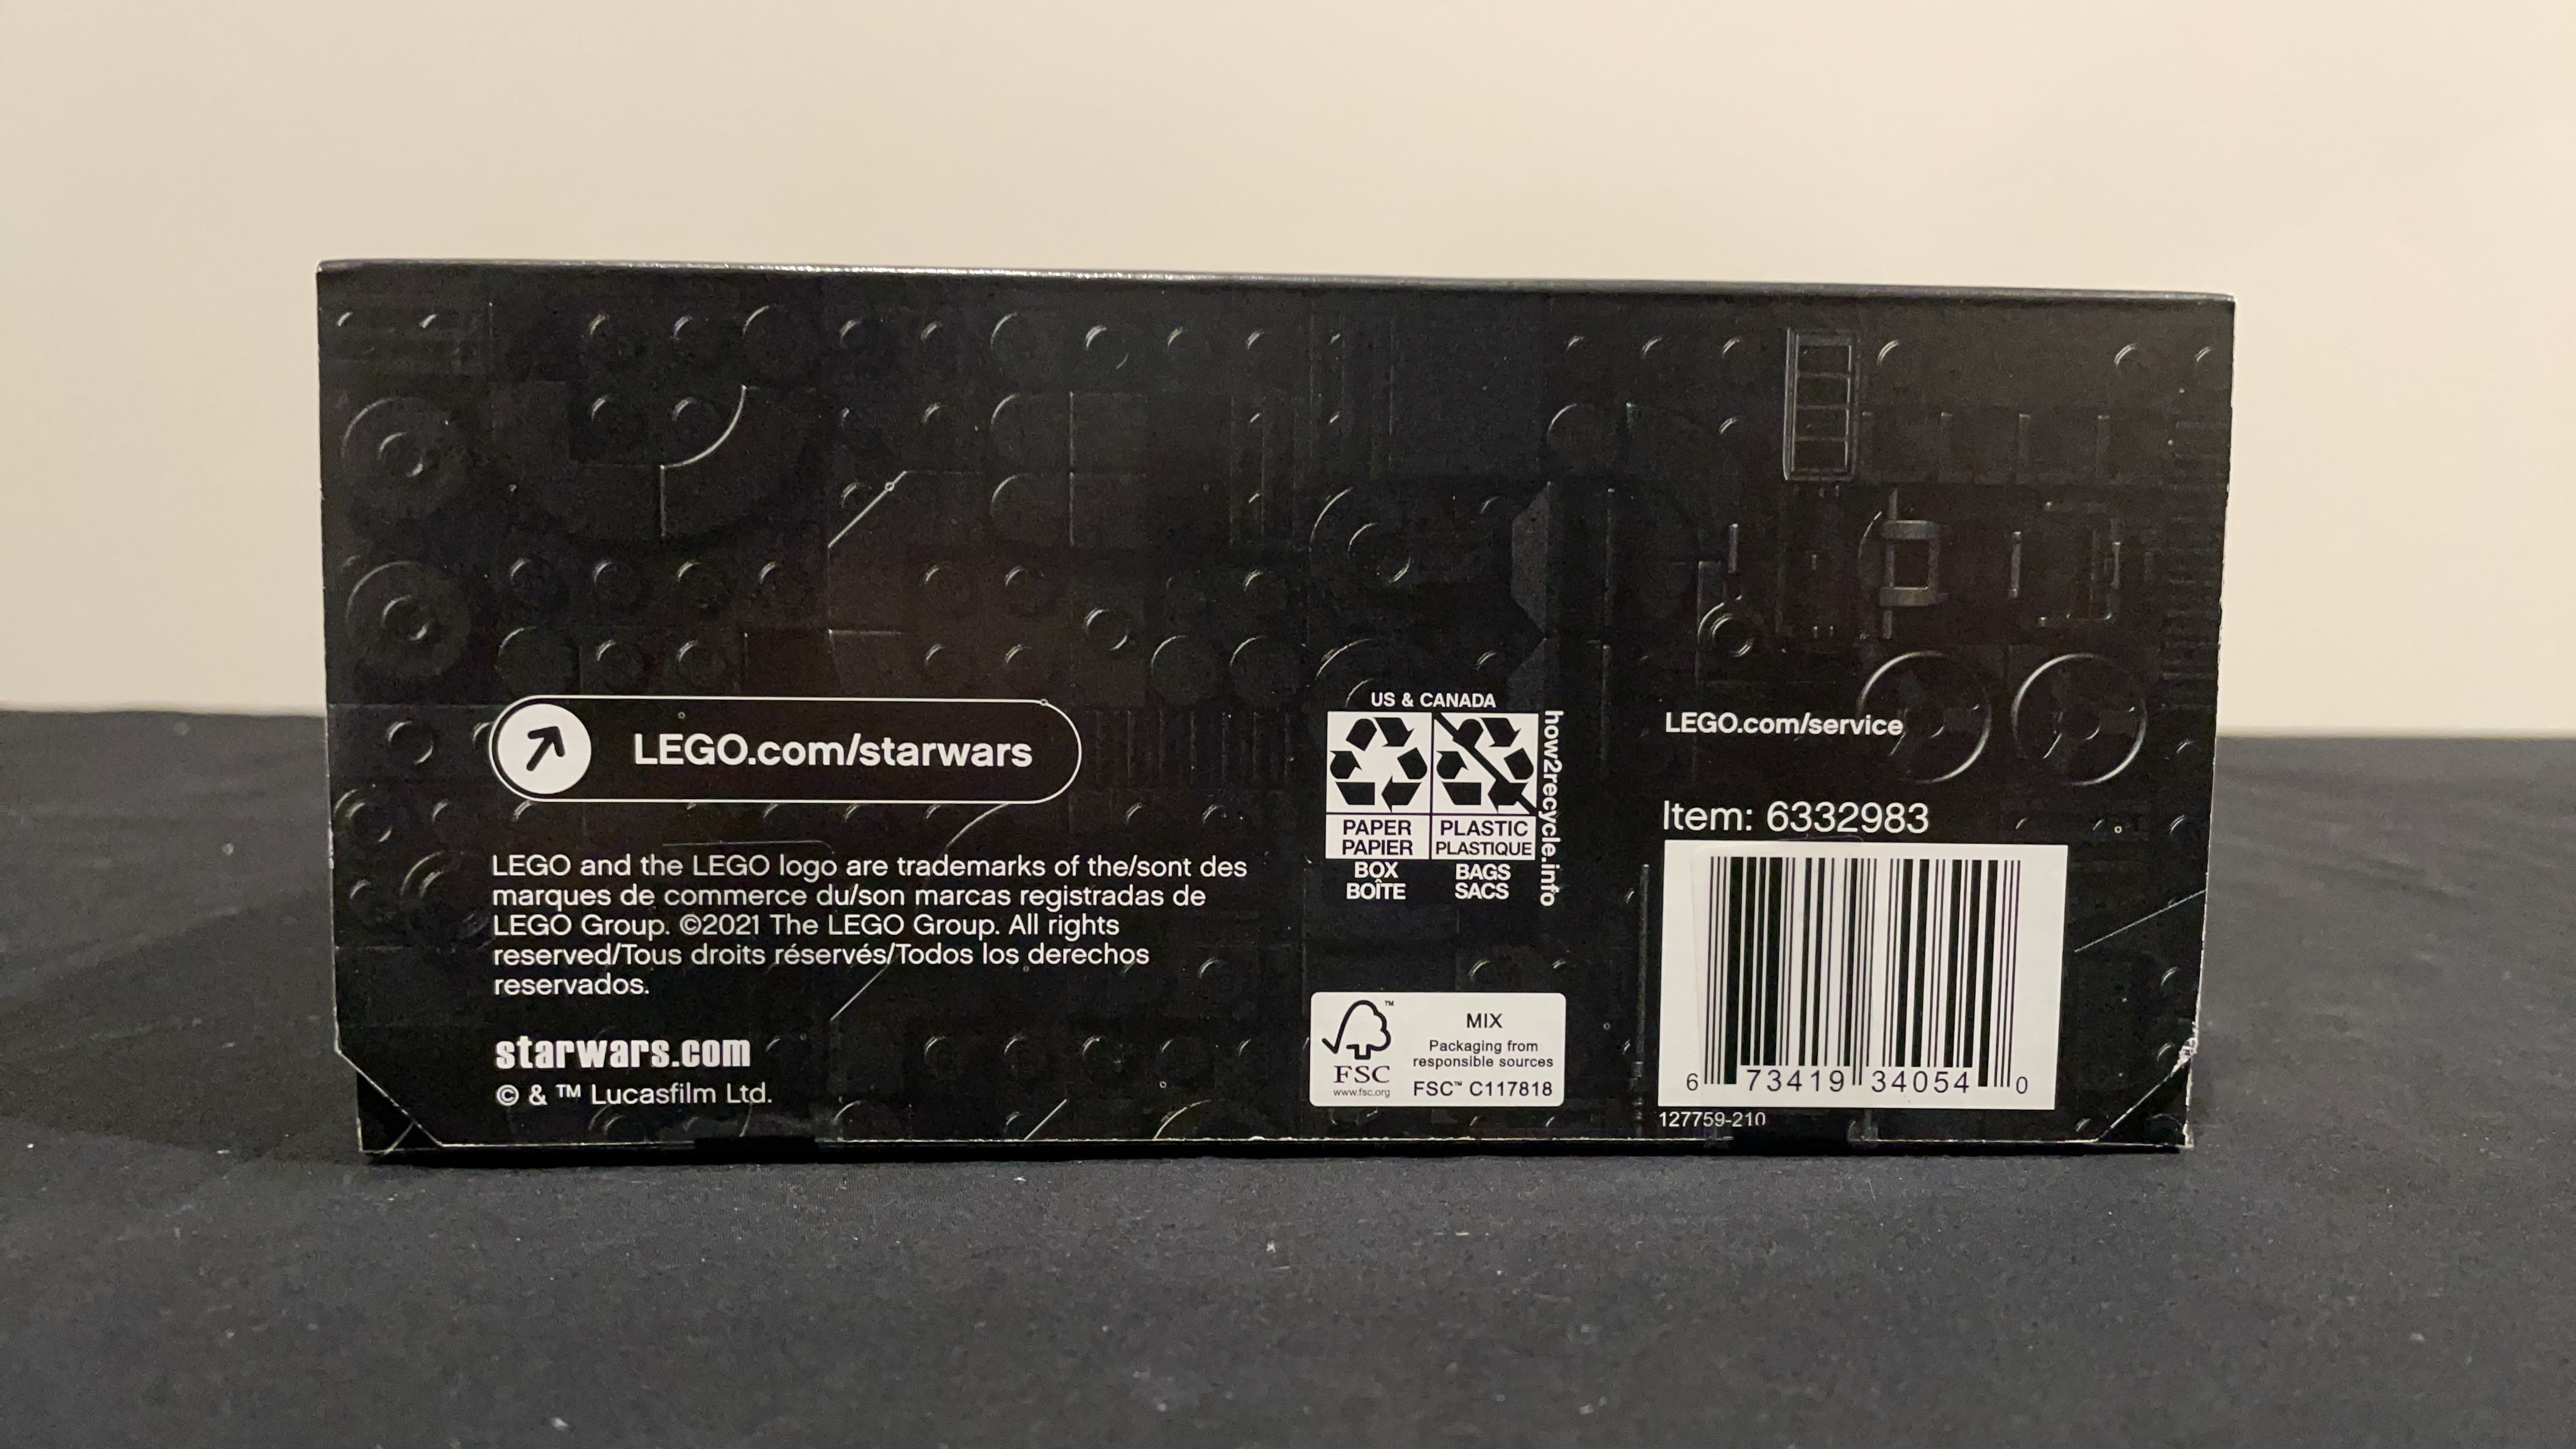 LEGO.com/starwars
LEGO and the LEGO logo are trademarks of the/sont des
marques de commerce du/son marcas registradas de
LEGO Group. ©2021 The LEGO Group. All rights
reserved/Tous droits réservés/Todos los derechos
reservados.
starwars.com
© & ™ Lucasfilm Ltd.
US & CANADA
PAPER
PAPIER
BOX
BOÎTE
PLASTIC
PLASTIQUE
BAGS
SACS
how2recycle.info
™
FSC
www.fsc.org
MIX
Packaging from
responsible sources
FSC™ C117818
LEGO.com/service
Item: 6332983
6 73419 34054 0
127759-210